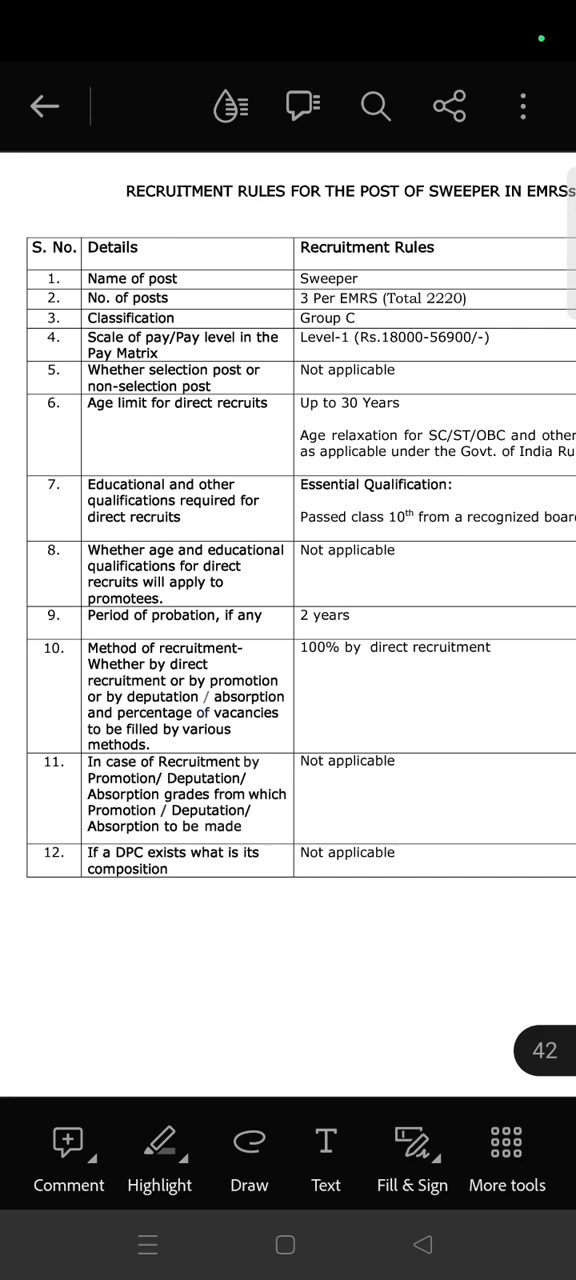 RECRUITMENT RULES FOR THE POST OF SWEEPER IN EMRSs
S. No. Details Recruitment Rules
1. Name of post Sweeper
2. No. of posts 3 Per EMRS (Total 2220)
3. Classification Group C
4. Scale of pay/Pay level in the Level-1 (Rs.18000-56900/-)
Pay Matrix
5. Whether selection post or Not applicable
non-selection post
6. Age limit for direct recruits Up to 30 Years
Age relaxation for SC/ST/OBC and other
as applicable under the Govt. of India Ru
7. Educational and other Essential Qualification:
qualifications required for
direct recruits Passed class 10th from a recognized boar
8. Whether age and educational Not applicable
qualifications for direct
recruits will apply to
promotees.
9. Period of probation, if any 2 years
10. Method of recruitment- 100% by direct recruitment
Whether by direct
recruitment or by promotion
or by deputation / absorption
and percentage of vacancies
to be filled by various
methods.
11. In case of Recruitment by Not applicable
Promotion/ Deputation/
Absorption grades from which
Promotion / Deputation/
Absorption to be made
12. If a DPC exists what is its Not applicable
composition
42
Comment Highlight Draw Text Fill & Sign More tools